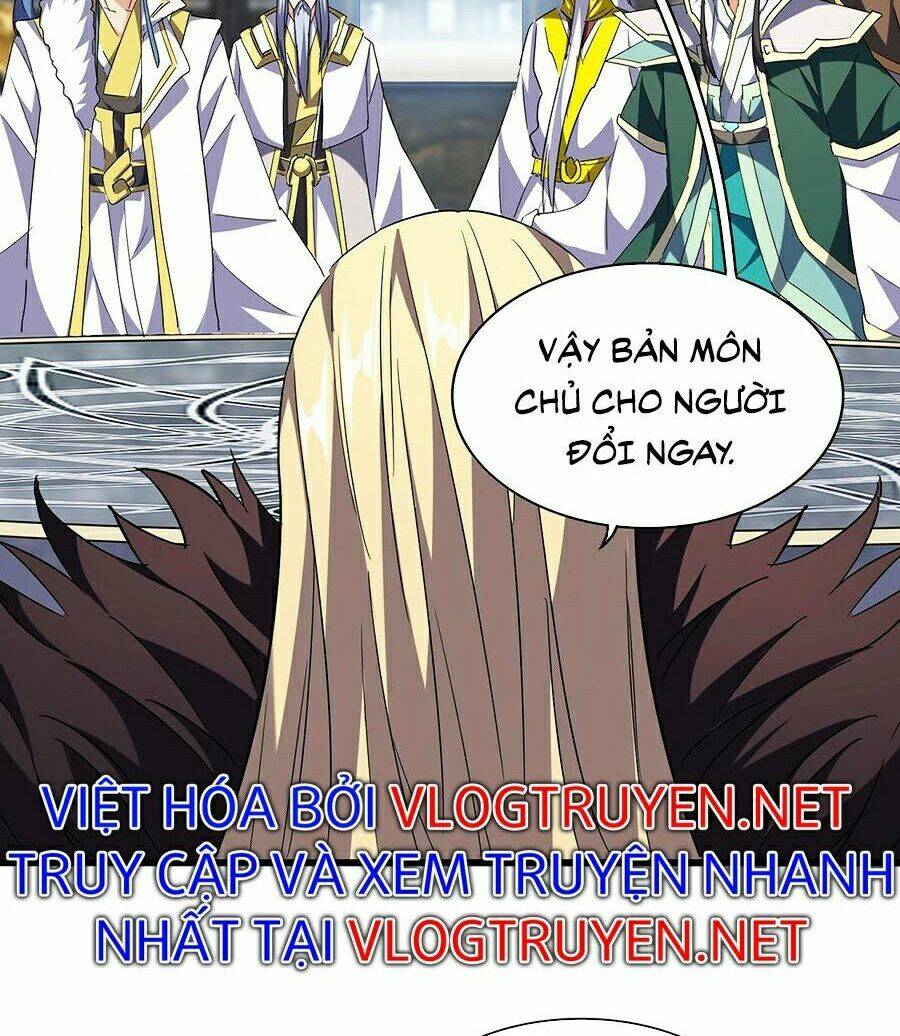 VẬY BẢN MÔN
CHỦ CHO NGƯỜI
ĐỔI NGAY.
VIỆT HÓA BỞI VLOGTRUYEN.NET
TRUY CẬP VÀ XEM TRUYỆN NHANH
NHẤT TẠI VLOGTRUYEN.NET